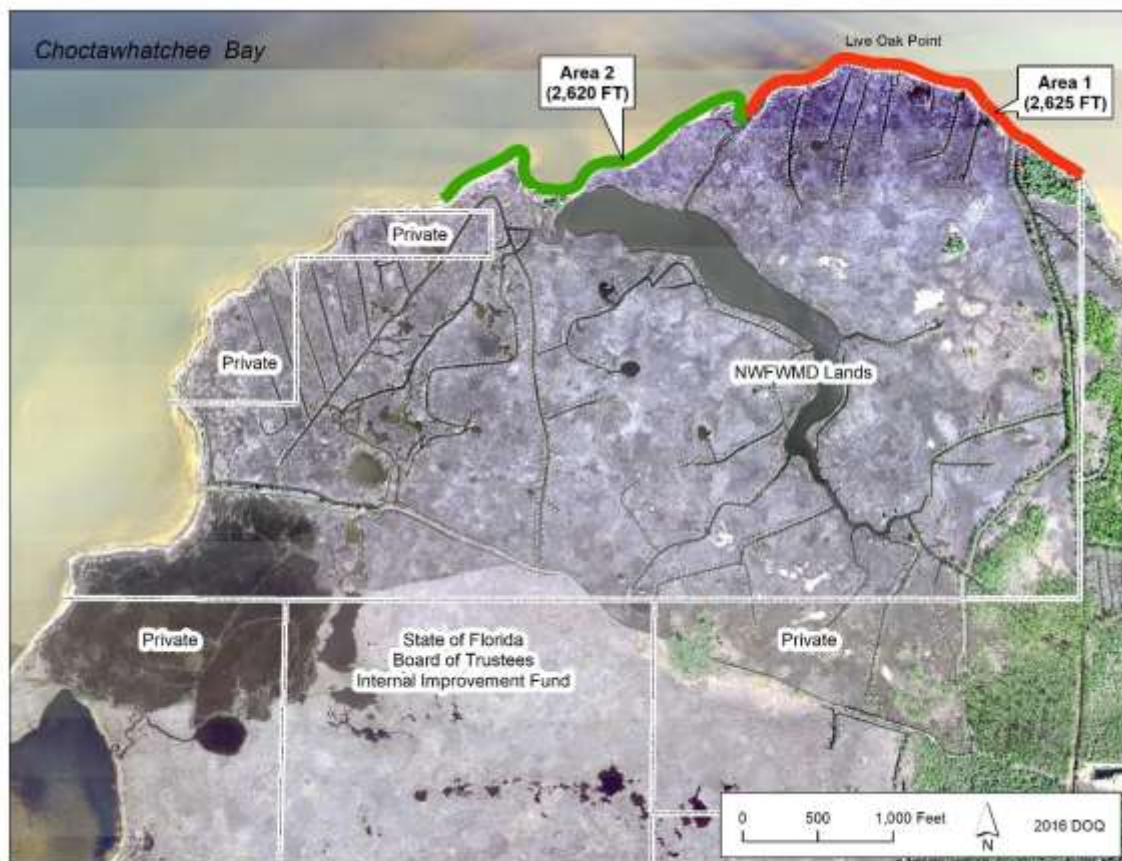 Choctawhatchee Bay
Live Oak Point
Area 2
(2,620 FT)
Area 1
(2,625 FT)
Private
Private
NWFWMD Lands
Private
State of Florida
Board of Trustees
Internal Improvement Fund
Private
0 500 1,000 Feet
N
2016 DOQ